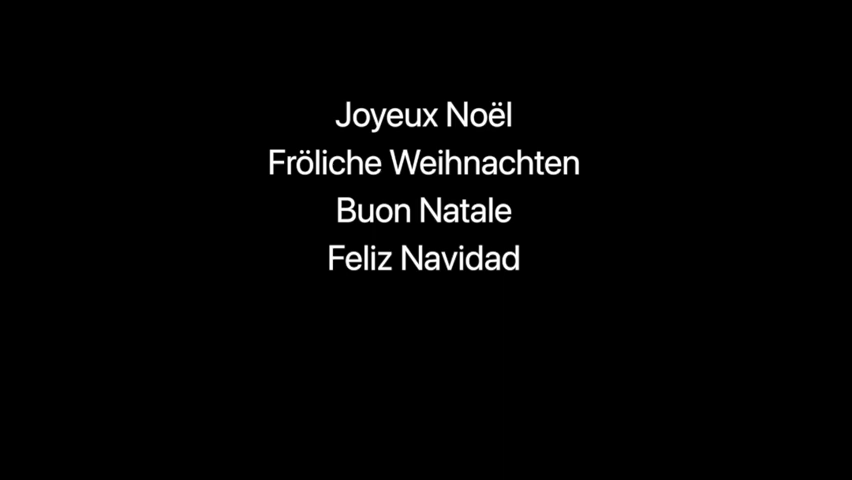 Joyeux Noël
Fröliche Weihnachten
Buon Natale
Feliz Navidad